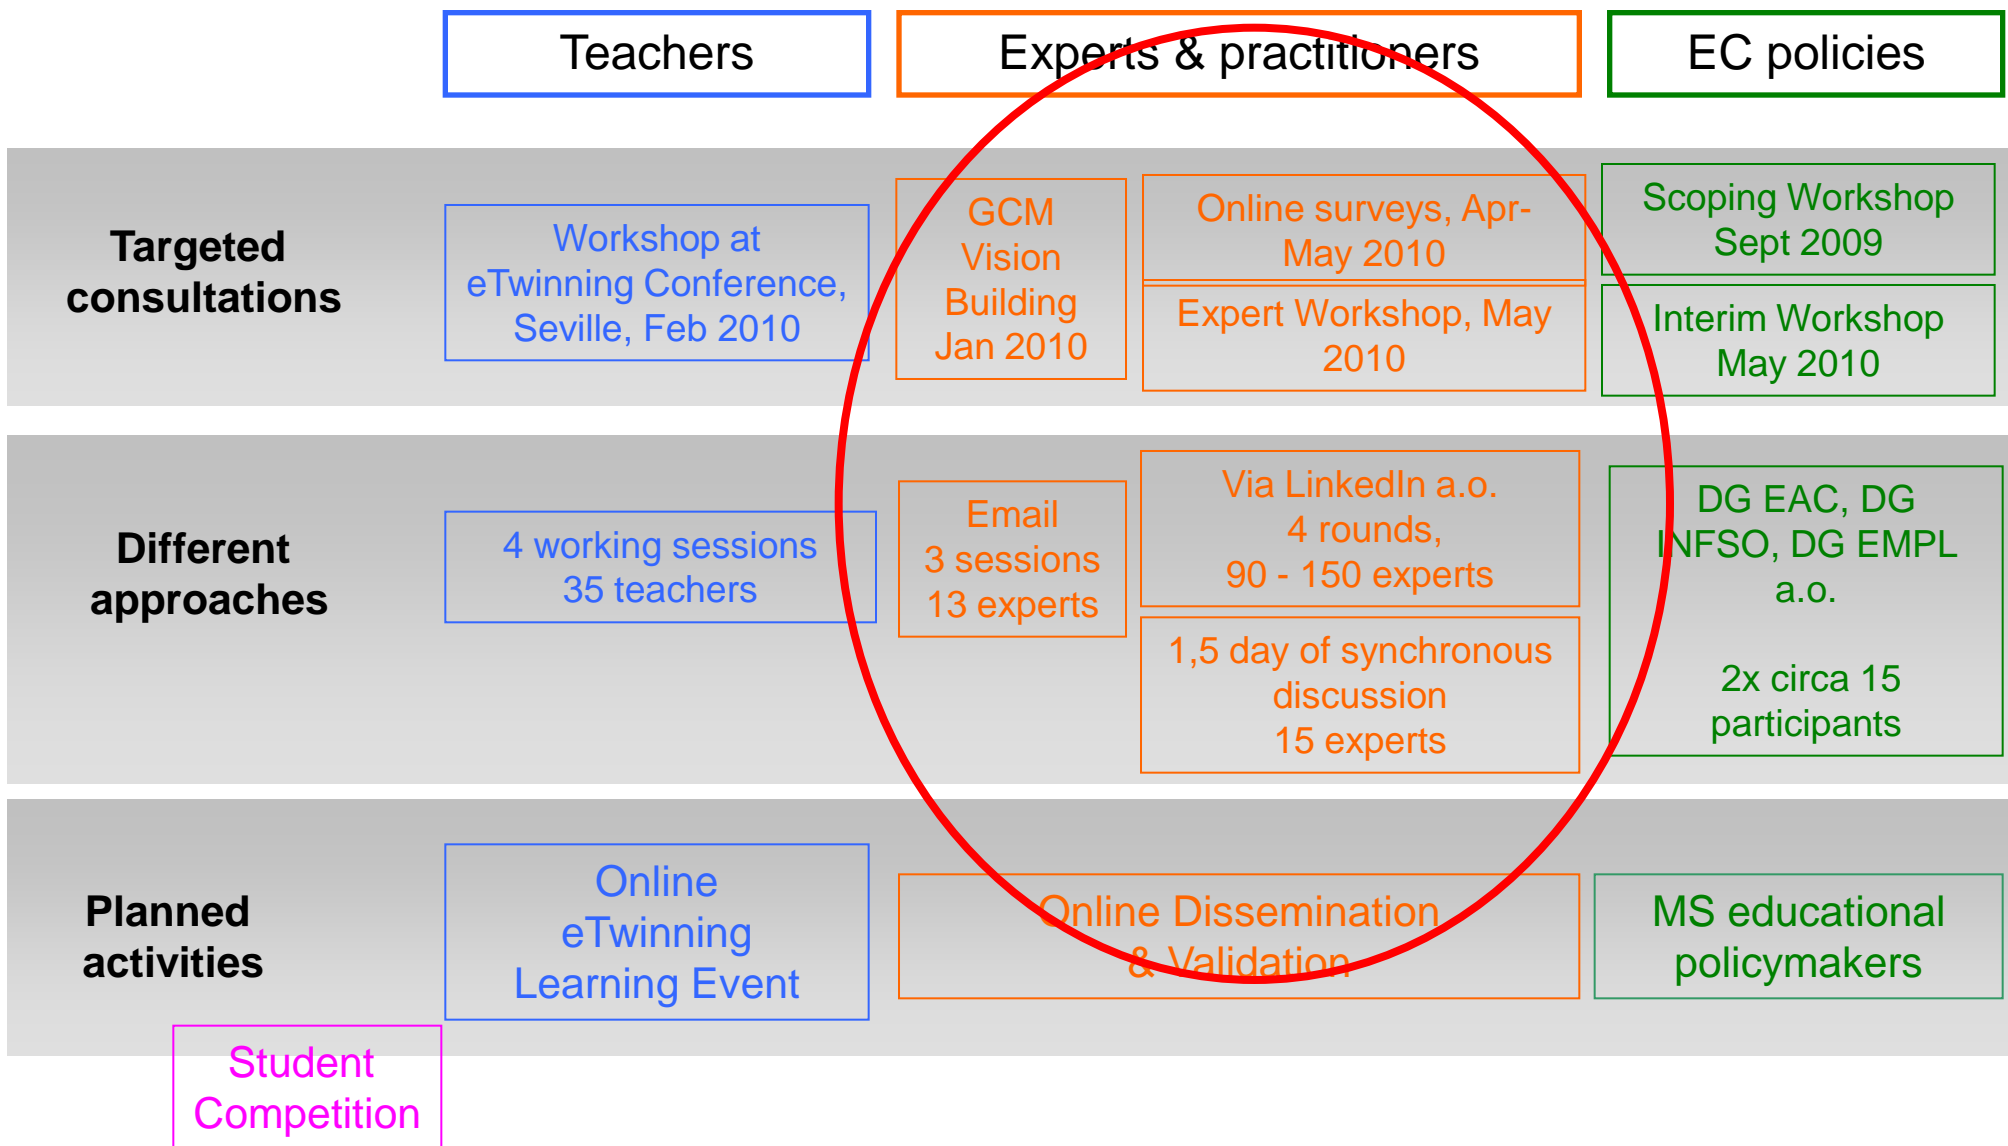 Teachers
Experts & practitioners
EC policies
Targeted
consultations
Workshop at
eTwinning Conference,
Seville, Feb 2010
GCM
Vision
Building
Jan 2010
Online surveys, Apr-
May 2010
Expert Workshop, May
2010
Scoping Workshop
Sept 2009
Interim Workshop
May 2010
Different
approaches
4 working sessions
35 teachers
Email
3 sessions
13 experts
Via LinkedIn a.o.
4 rounds,
90 - 150 experts
1,5 day of synchronous
discussion
15 experts
DG EAC, DG
INFSO, DG EMPL
a.o.
2x circa 15
participants
Planned
activities
Online
eTwinning
Learning Event
Online Dissemination
& Validation
MS educational
policymakers
Student
Competition